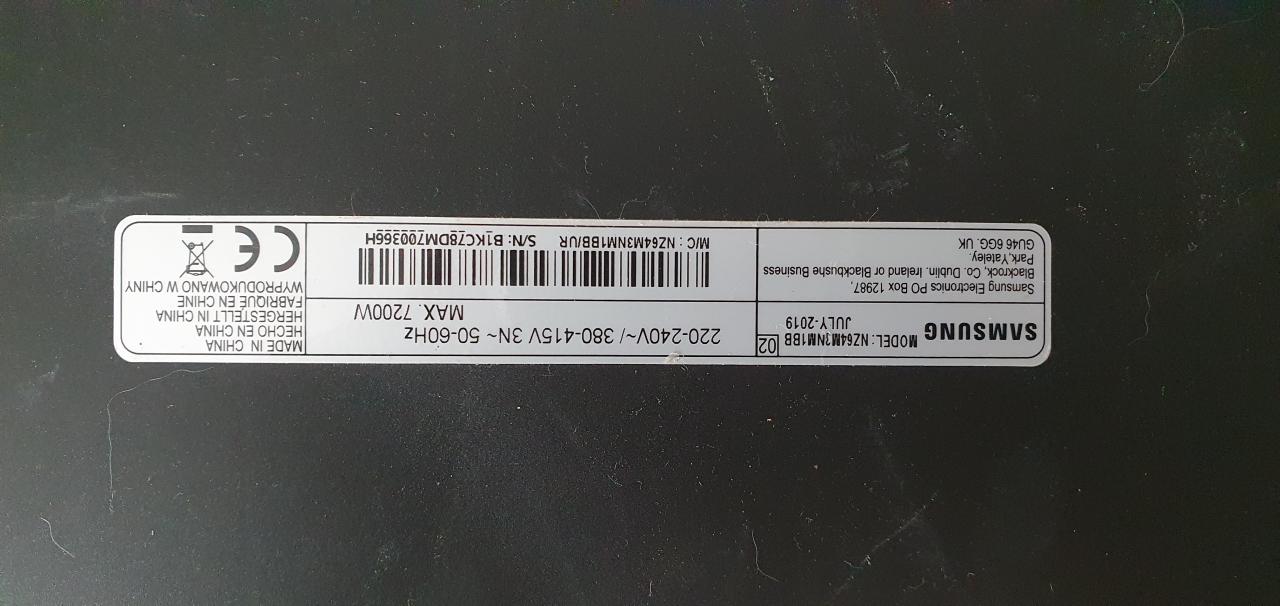 SAMSUNG
MODEL: NZ64M3NM1BB 02
JULY-2019
Samsung Electronics PO Box 12987,
Blackrock, Co. Dublin. Ireland or Blackbushe Business
Park,Yateley.
GU46 6GG. UK
220-240V~/ 380-415V 3N ~ 50-60Hz
MAX. 7200W
M/C : NZ64M3NM1BB/UR S/N: B1KC78DM700366H
MADE IN CHINA
HECHO EN CHINA
HERGESTELLT IN CHINA
FABRIQUÉ EN CHINE
WYPRODUKOWANO W CHINY
CE